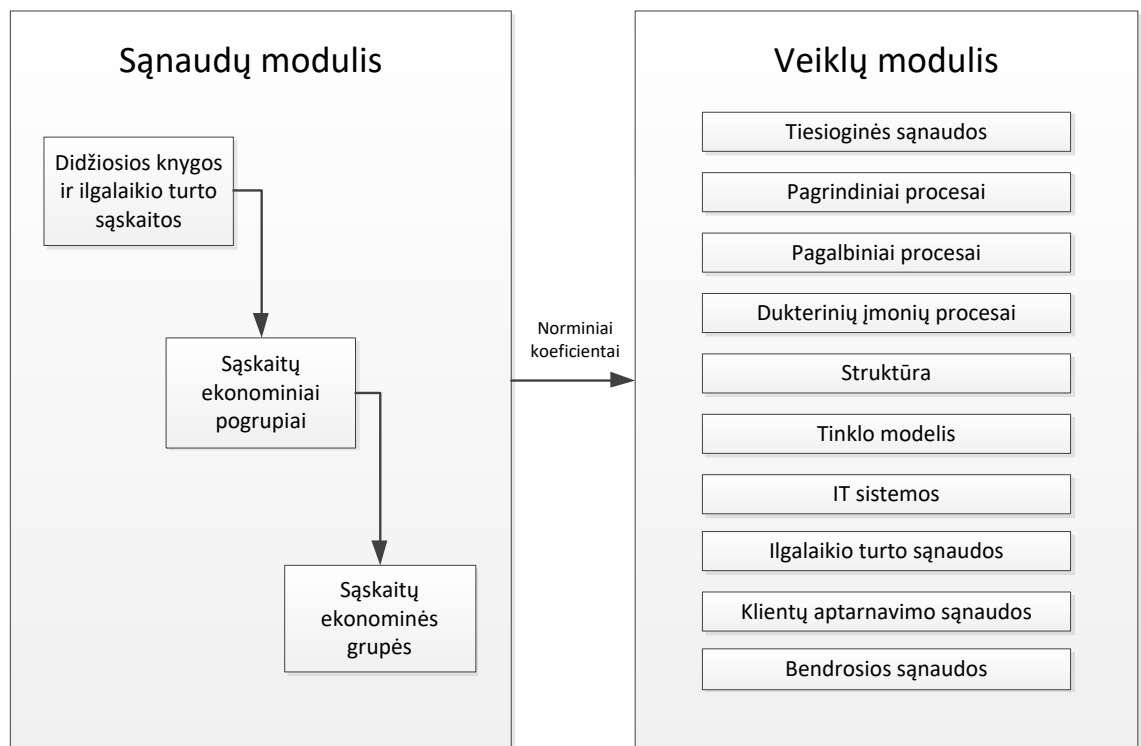 Sąnaudų modulis
Didžiosios knygos
ir ilgalaikio turto
sąskaitos
Sąskaitų
ekonominiai
pogrupiai
Sąskaitų
ekonominės
grupės
Norminiai
koeficientai
Veiklų modulis
Tiesioginės sąnaudos
Pagrindiniai procesai
Pagalbiniai procesai
Dukterinių įmonių procesai
Struktūra
Tinklo modelis
IT sistemos
Ilgalaikio turto sąnaudos
Klientų aptarnavimo sąnaudos
Bendrosios sąnaudos